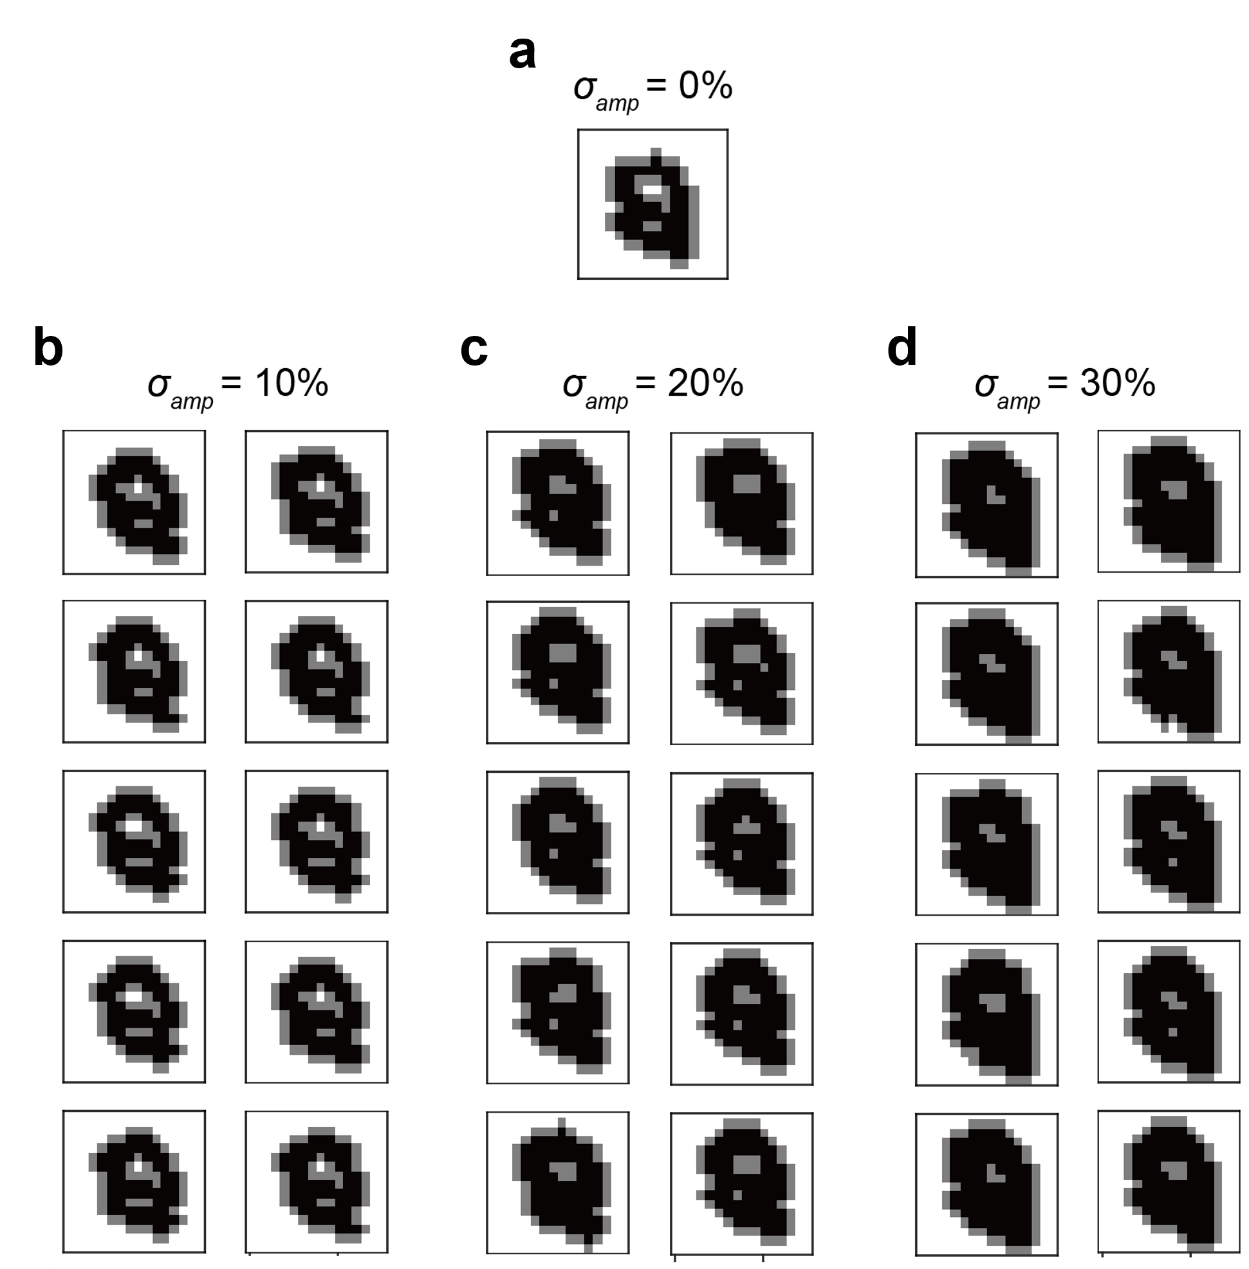 a
σamp = 0%
b
σamp = 10%
c
σamp = 20%
d
σamp = 30%